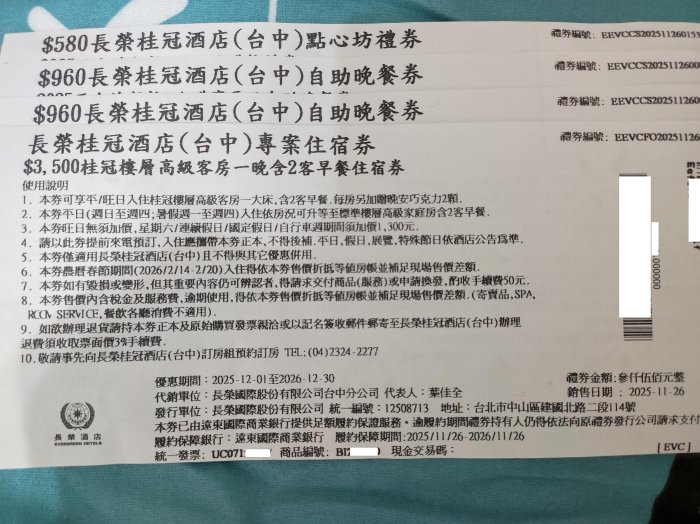 $580長榮桂冠酒店(台中)點心坊禮券 禮券編號: EEVCCS202511260153
$960長榮桂冠酒店(台中)自助晚餐券 禮券編號: EEVCCS202511260
$960長榮桂冠酒店(台中)自助晚餐券 禮券編號: EEVCCS202511260
長榮桂冠酒店(台中)專案住宿券 禮券編號: EEVCFO202511260
$3,500桂冠樓層高級客房一晚含2客早餐住宿券
使用說明
1. 本券可享平/旺日入住桂冠樓層高級客房一大床,含2客早餐.每房另加贈晚安巧克力2顆.
2. 本券平日(週日至週四;暑假週一至週四)入住依房況可升等至標準樓層高級家庭房含2客早餐.
3. 本券旺日無須加價,星期六/連續假日/國定假日/自行車週期間須加價1,300元.
4. 請以此券提前來電預訂,入住應攜帶本券正本,不得後補.平日、假日、展覽,特殊節日依酒店公告為準.
5. 本券僅適用長榮桂冠酒店(台中)且不得與其它優惠併用.
6. 本券農曆春節期間(2026/2/14-2/20)入住得依本券售價折抵等值房帳並補足現場售價差額.
7. 本券如有毀損或變形,但其重要內容仍可辨認者,得請求交付商品(服務)或申請換發,酌收手續費50元.
8. 本券售價內含稅金及服務費,逾期使用,得依本券售價折抵等值房帳並補足現場售價差額.(寄賣品,SPA,
ROOM SERVICE,餐飲各廳消費不適用).
9. 如欲辦理退貨請持本券正本及原始購買發票親洽或以記名簽收郵件郵寄至長榮桂冠酒店(台中)辦理
退費須收取票面價3%手續費.
10. 敬請事先向長榮桂冠酒店(台中)訂房組預約訂房 TEL:(04)2324-2277
000000
優惠期間:2025-12-01至2026-12-30 禮券金額:參仟伍佰元整
代銷單位:長榮國際股份有限公司台中分公司 代表人:葉佳全 銷售日期:2025-11-26
發行單位:長榮國際股份有限公司 統一編號:12508713 地址:台北市中山區建國北路二段114號
本券已由遠東國際商業銀行提供足額履約保證服務。逾履約期間禮券持有人仍得依法向原禮券發行公司請求支付
履約保證銀行:遠東國際商業銀行 履約保障期間:2025/11/26-2026/11/26
統一發票:UC071 商品編號:BI2 現金交易碼: [EVC]
長榮酒店
EVERGREEN HOTELS